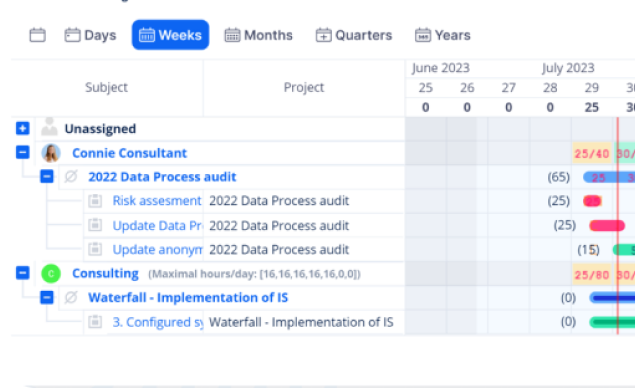 Days Weeks Months Quarters Years
June 2023 July 2023
Subject Project 25 26 27 28 29
0 0 0 0 25
Unassigned
Connie Consultant 25/40 30/
2022 Data Process audit (65) 25
Risk assesment 2022 Data Process audit (25)
Update Data Pr 2022 Data Process audit (25)
Update anonym 2022 Data Process audit (15)
C Consulting (Maximal hours/day: [16,16,16,16,16,0,0]) 25/80 30/
Waterfall - Implementation of IS (0)
3. Configured sy Waterfall - Implementation of IS (0)